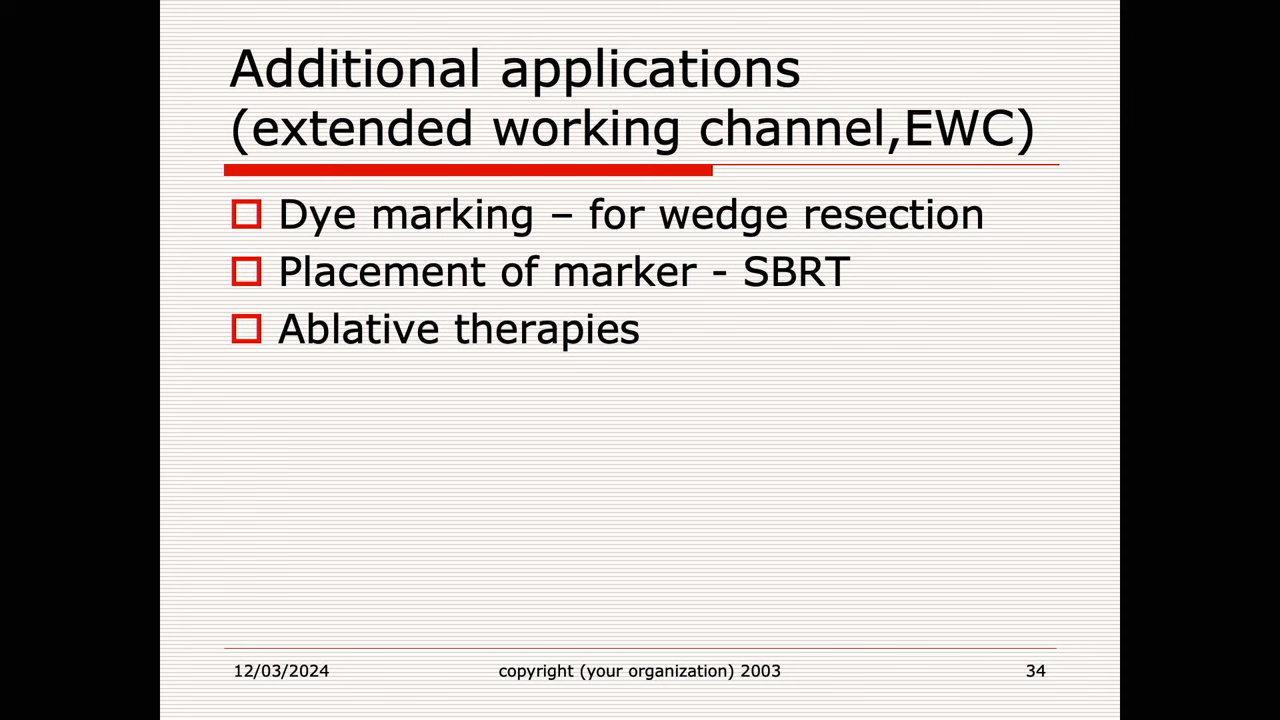 Additional applications
(extended working channel,EWC)
Dye marking – for wedge resection
Placement of marker - SBRT
Ablative therapies
12/03/2024 copyright (your organization) 2003 34